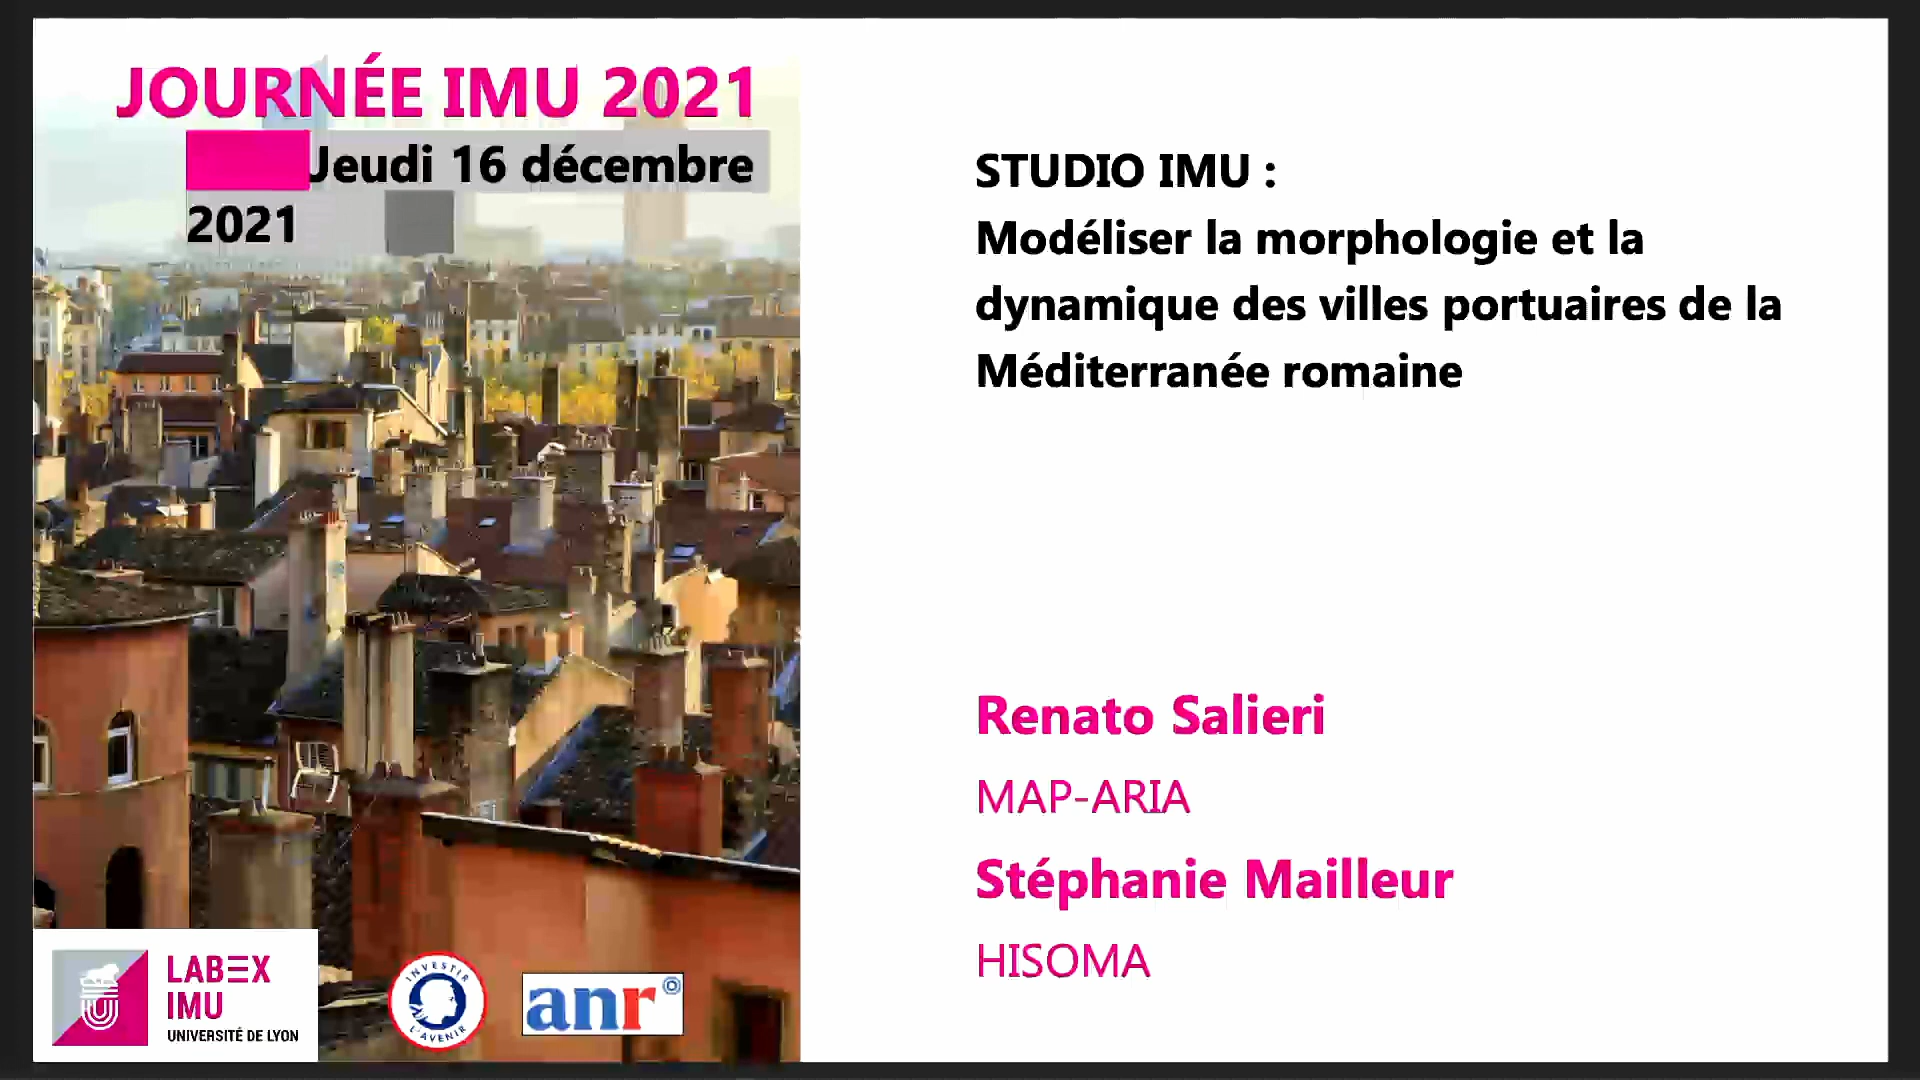 JOURNÉE IMU 2021
Jeudi 16 décembre
2021
STUDIO IMU :
Modéliser la morphologie et la
dynamique des villes portuaires de la
Méditerranée romaine
Renato Salieri
MAP-ARIA
Stéphanie Mailleur
HISOMA
LABEX
IMU
UNIVERSITÉ DE LYON
INVESTIR
L'AVENIR
anr